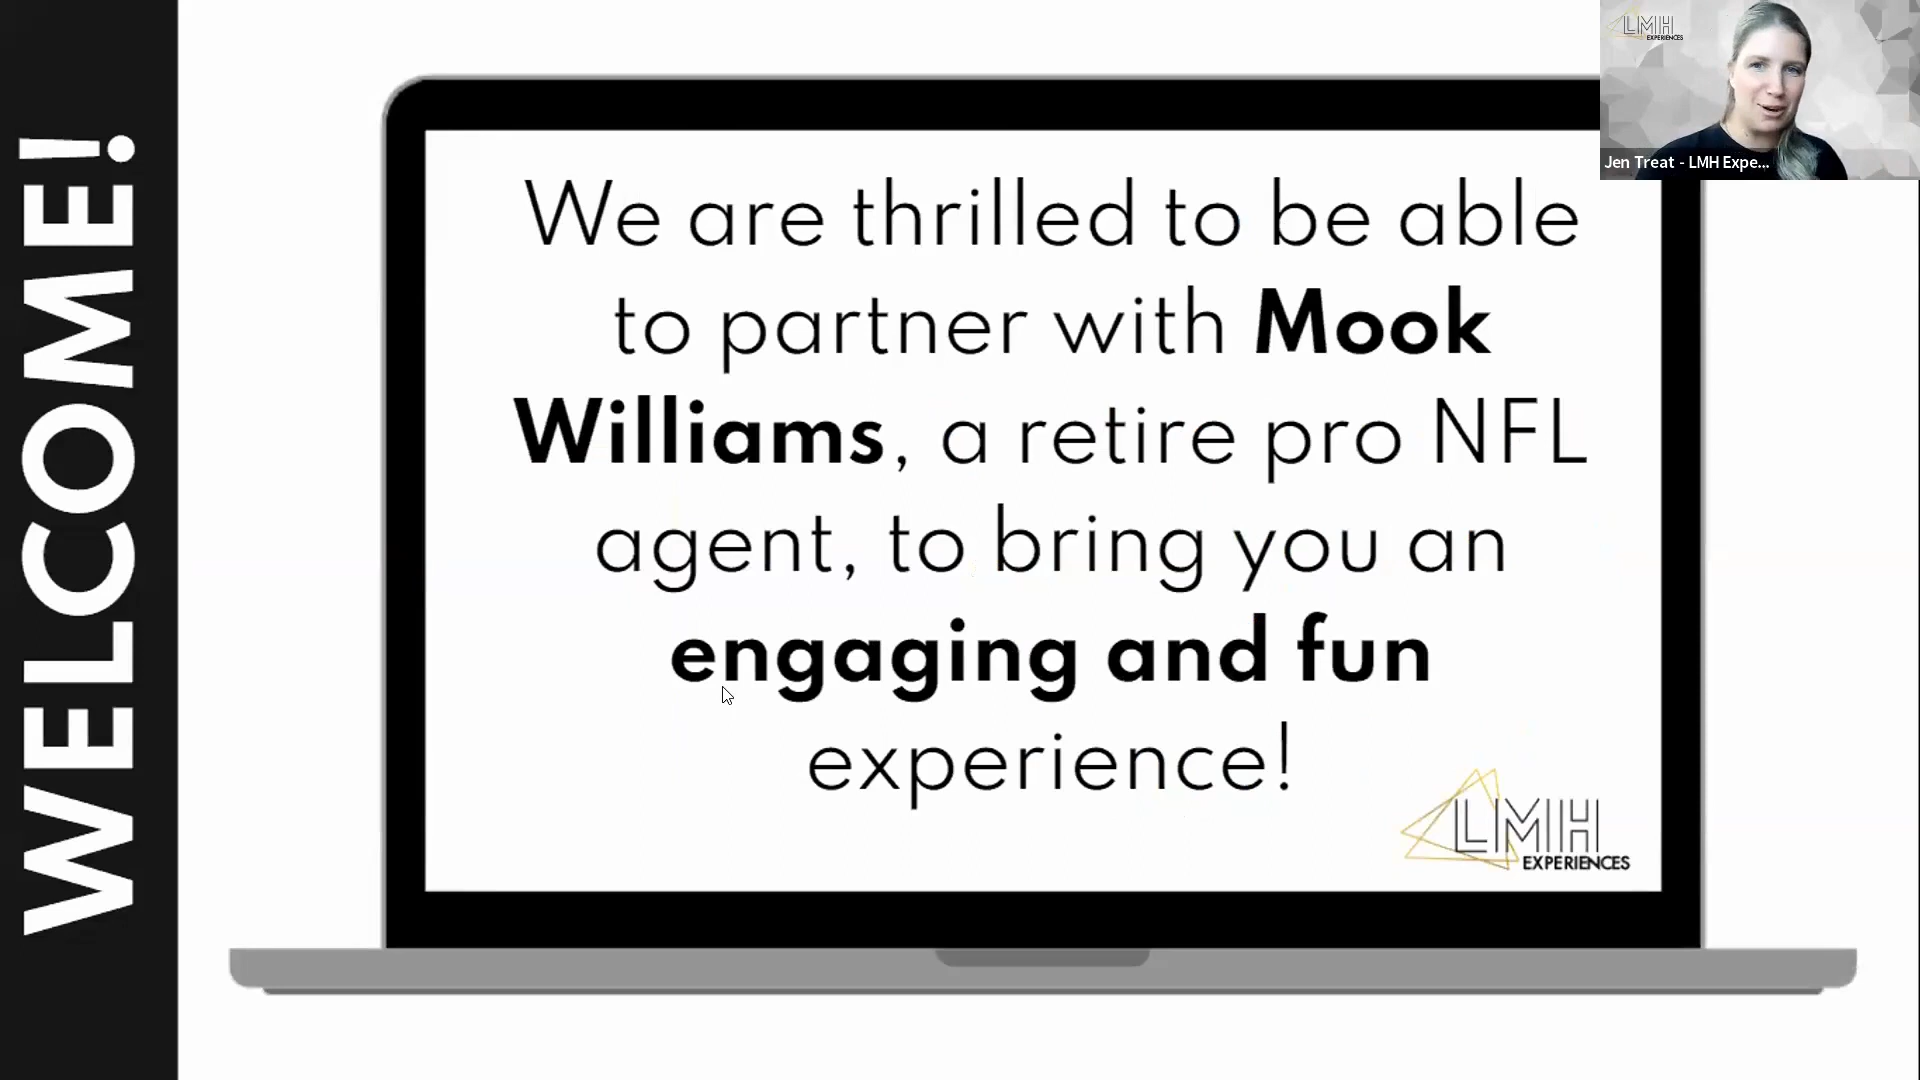 WELCOME!
We are thrilled to be able
to partner with Mook
Williams, a retire pro NFL
agent, to bring you an
engaging and fun
experience!
LMH
EXPERIENCES
LMH
EXPERIENCES
Jen Treat - LMH Expe...